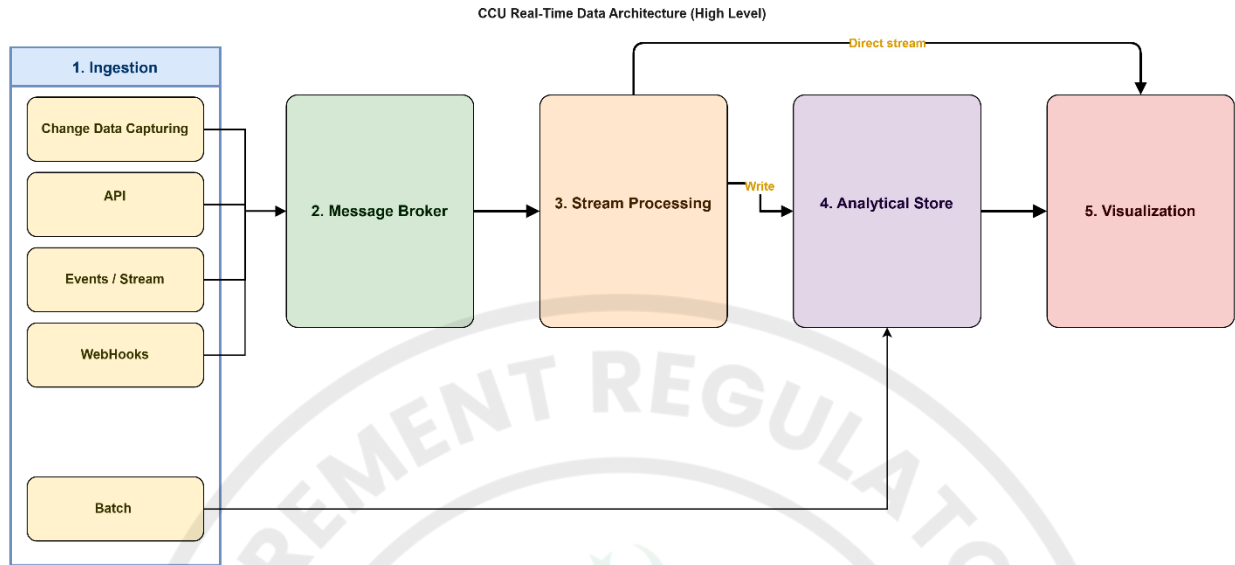 CCU Real-Time Data Architecture (High Level)
1. Ingestion
Change Data Capturing
API
Events / Stream
WebHooks
Batch
2. Message Broker
3. Stream Processing
Direct stream
Write
4. Analytical Store
5. Visualization
REMENT REGULATO